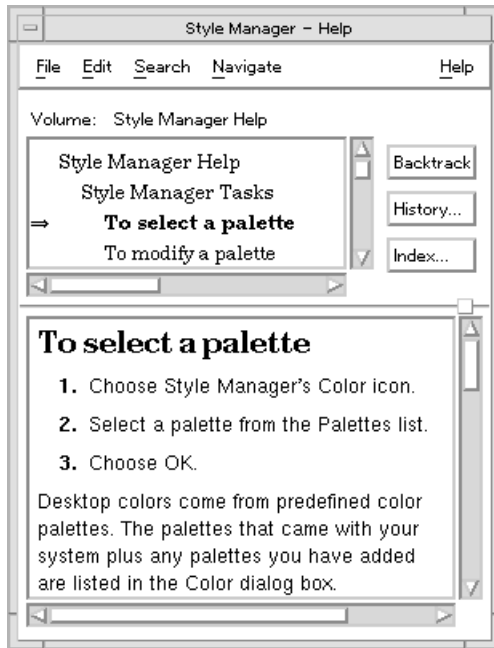 Style Manager – Help
File Edit Search Navigate Help
Volume: Style Manager Help
Style Manager Help
Style Manager Tasks
⇒ To select a palette
To modify a palette
Backtrack
History...
Index...
To select a palette
1. Choose Style Manager's Color icon.
2. Select a palette from the Palettes list.
3. Choose OK.
Desktop colors come from predefined color
palettes. The palettes that came with your
system plus any palettes you have added
are listed in the Color dialog box.